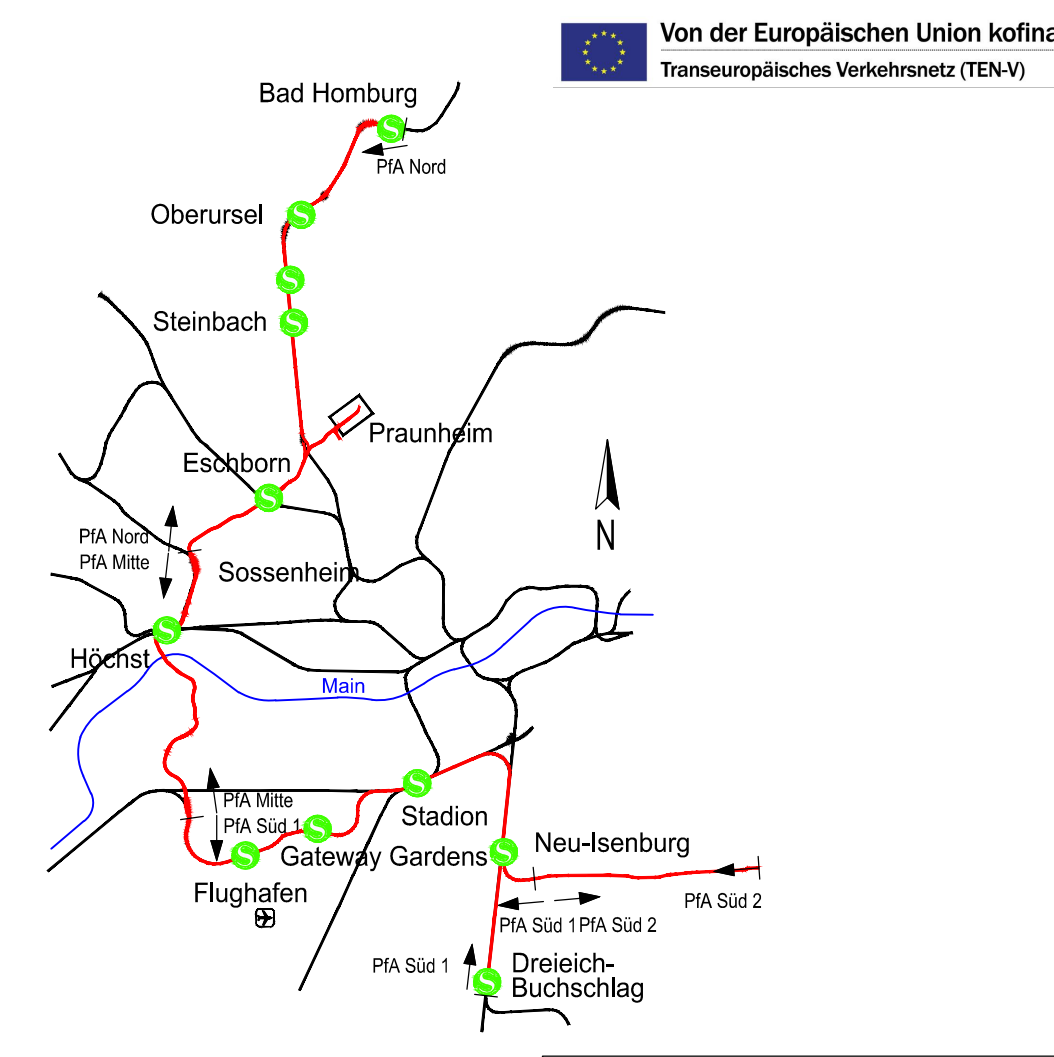 Von der Europäischen Union kofina
Transeuropäisches Verkehrsnetz (TEN-V)
Bad Homburg
PfA Nord
Oberursel
Steinbach
Praunheim
Eschborn
PfA Nord
PfA Mitte
N
Sossenheim
Höchst
Main
PfA Mitte
PfA Süd 1
Stadion
Gateway Gardens
Neu-Isenburg
Flughafen
PfA Süd 2
PfA Süd 1 PfA Süd 2
PfA Süd 1
Dreieich-
Buchschlag